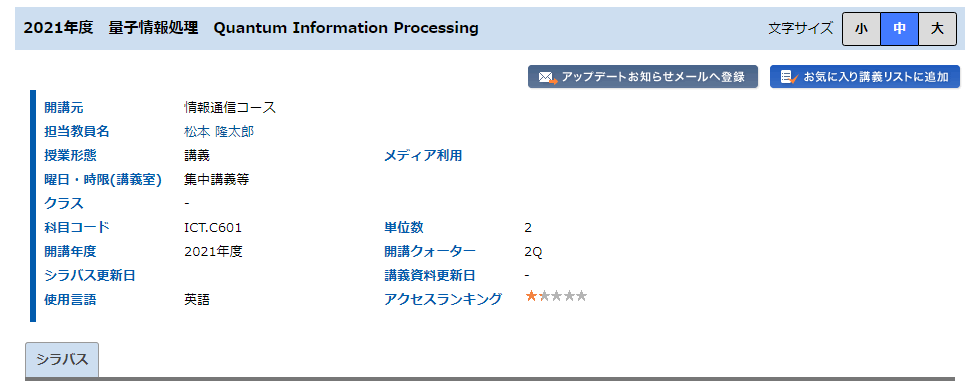 2021年度　量子情報処理　Quantum Information Processing
文字サイズ 小 中 大
アップデートお知らせメールへ登録 お気に入り講義リストに追加
開講元 情報通信コース
担当教員名 松本 隆太郎
授業形態 講義 メディア利用
曜日・時限(講義室) 集中講義等
クラス -
科目コード ICT.C601 単位数 2
開講年度 2021年度 開講クォーター 2Q
シラバス更新日 講義資料更新日 -
使用言語 英語 アクセスランキング ★★★★★
シラバス